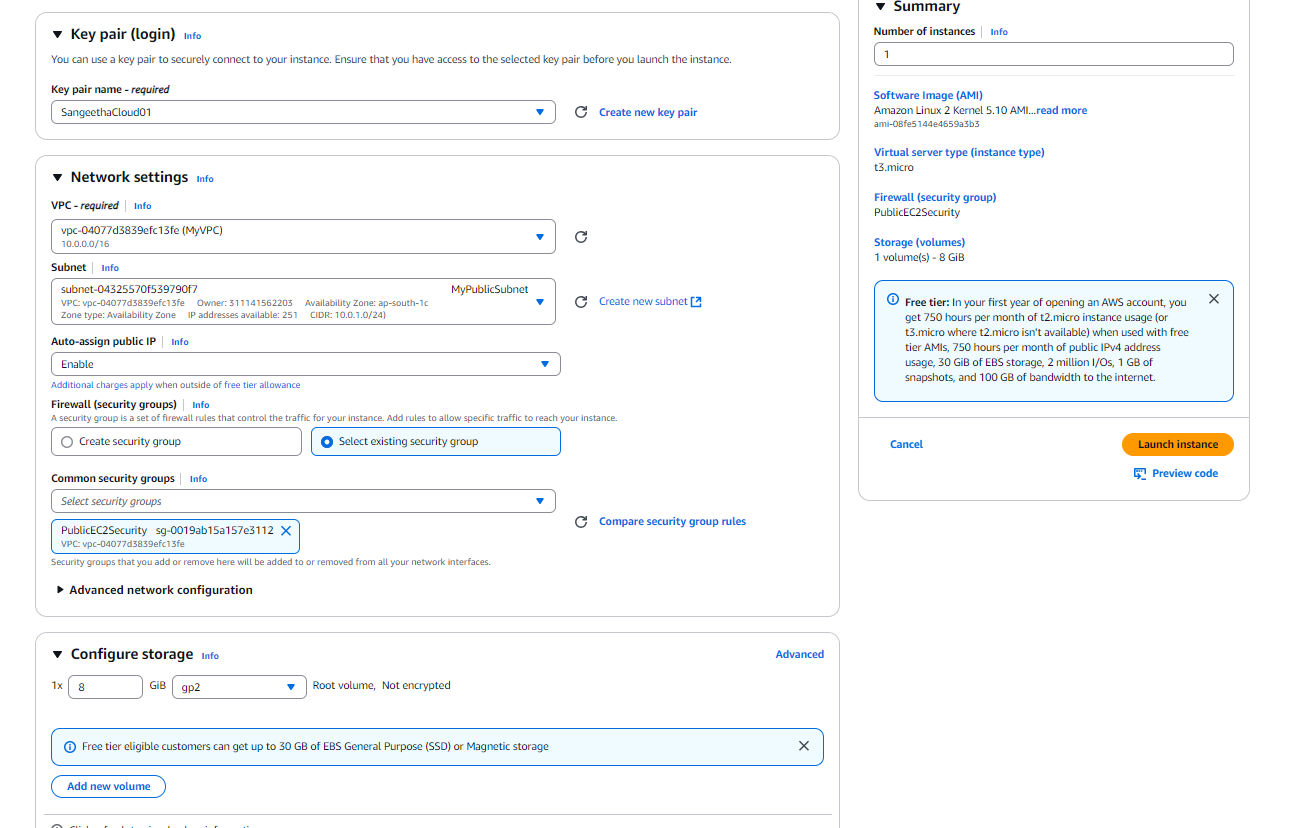 Key pair (login) Info
You can use a key pair to securely connect to your instance. Ensure that you have access to the selected key pair before you launch the instance.
Key pair name - required
SangeethaCloud01
Create new key pair
Network settings Info
VPC - required Info
vpc-04077d3839efc13fe (MyVPC)
10.0.0.0/16
Subnet Info
subnet-04325570f539790f7 MyPublicSubnet
VPC: vpc-04077d3839efc13fe Owner: 311141562203 Availability Zone: ap-south-1c
Zone type: Availability Zone IP addresses available: 251 CIDR: 10.0.1.0/24)
Create new subnet
Auto-assign public IP Info
Enable
Additional charges apply when outside of free tier allowance
Firewall (security groups) Info
A security group is a set of firewall rules that control the traffic for your instance. Add rules to allow specific traffic to reach your instance.
Create security group
Select existing security group
Common security groups Info
Select security groups
PublicEC2Security sg-0019ab15a157e3112
VPC: vpc-04077d3839efc13fe
Compare security group rules
Security groups that you add or remove here will be added to or removed from all your network interfaces.
Advanced network configuration
Configure storage Info
Advanced
1x 8 GiB gp2 Root volume, Not encrypted
Free tier eligible customers can get up to 30 GB of EBS General Purpose (SSD) or Magnetic storage
Add new volume
Summary
Number of instances Info
1
Software Image (AMI)
Amazon Linux 2 Kernel 5.10 AMI...read more
ami-08fe5144e4659a3b3
Virtual server type (instance type)
t3.micro
Firewall (security group)
PublicEC2Security
Storage (volumes)
1 volume(s) - 8 GiB
Free tier: In your first year of opening an AWS account, you
get 750 hours per month of t2.micro instance usage (or
t3.micro where t2.micro isn't available) when used with free
tier AMIs, 750 hours per month of public IPv4 address
usage, 30 GiB of EBS storage, 2 million I/Os, 1 GB of
snapshots, and 100 GB of bandwidth to the internet.
Cancel
Launch instance
Preview code